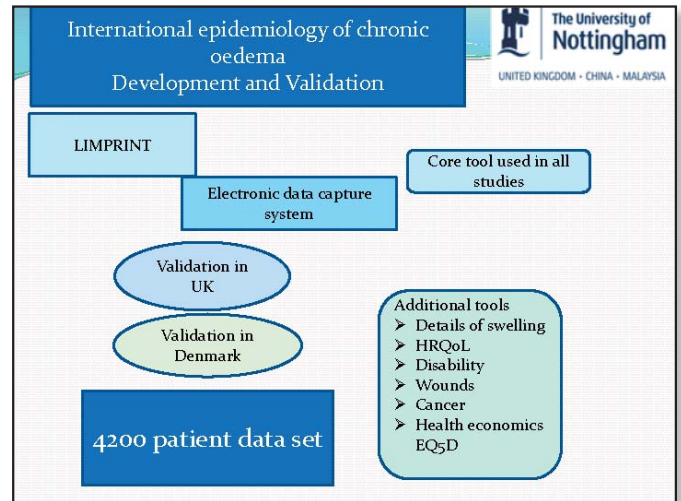 International epidemiology of chronic
oedema
Development and Validation
The University of
Nottingham
UNITED KINGDOM · CHINA · MALAYSIA
LIMPRINT
Core tool used in all
studies
Electronic data capture
system
Validation in
UK
Validation in
Denmark
Additional tools
➤ Details of swelling
➤ HRQoL
➤ Disability
➤ Wounds
➤ Cancer
➤ Health economics
EQ5D
4200 patient data set